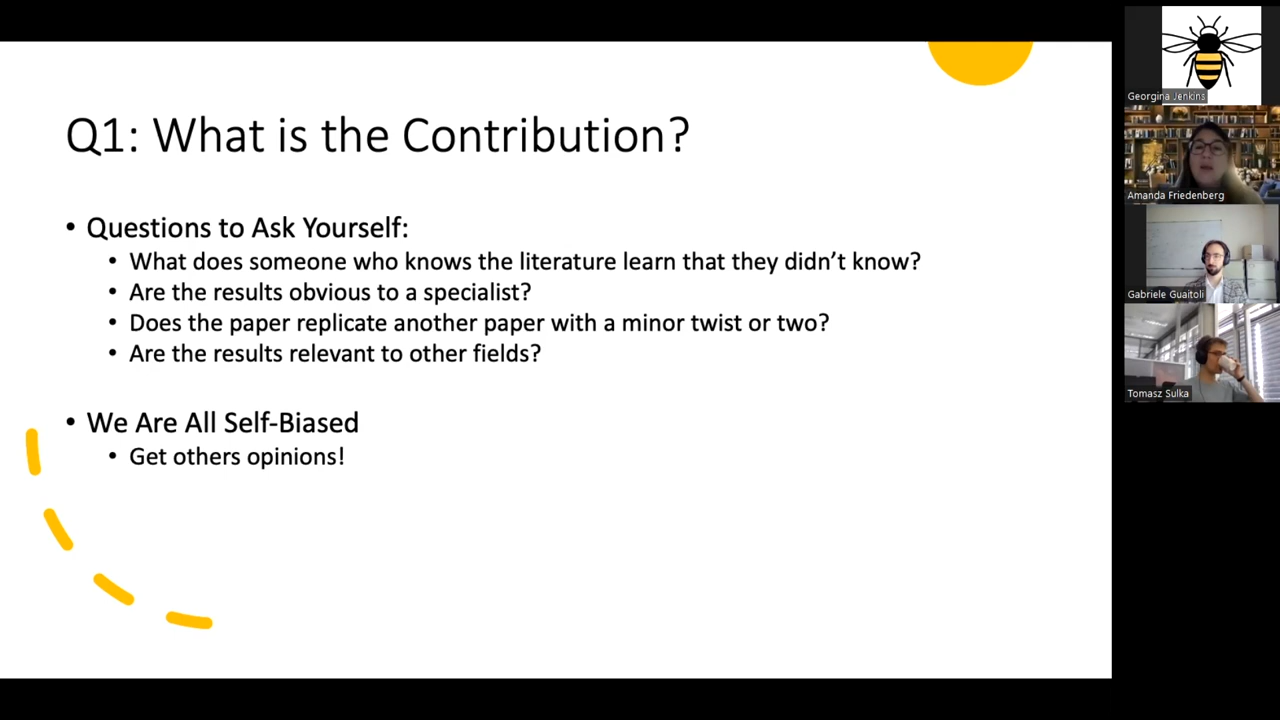 Q1: What is the Contribution?
• Questions to Ask Yourself:
• What does someone who knows the literature learn that they didn’t know?
• Are the results obvious to a specialist?
• Does the paper replicate another paper with a minor twist or two?
• Are the results relevant to other fields?
• We Are All Self-Biased
• Get others opinions!
Georgina Jenkins
Amanda Friedenberg
Gabriele Guaitoli
Tomasz Sulka